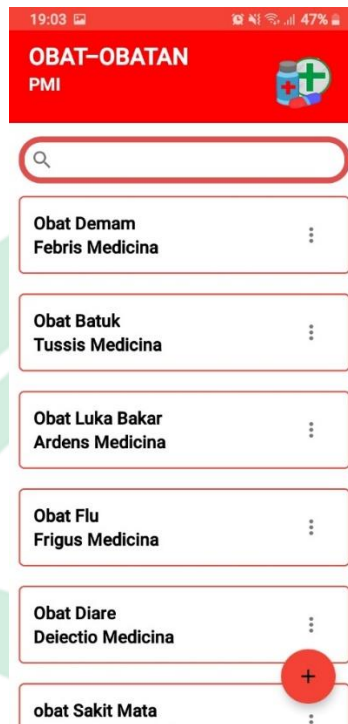 19:03 47%
OBAT-OBATAN
PMI
Obat Demam
Febris Medicina
Obat Batuk
Tussis Medicina
Obat Luka Bakar
Ardens Medicina
Obat Flu
Frigus Medicina
Obat Diare
Deiectio Medicina
+
obat Sakit Mata